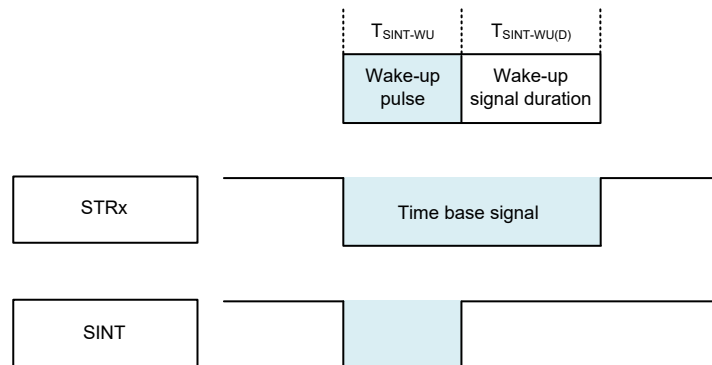 TSINT-WU TSINT-WU(D)
Wake-up
pulse
Wake-up
signal duration
STRx
Time base signal
SINT